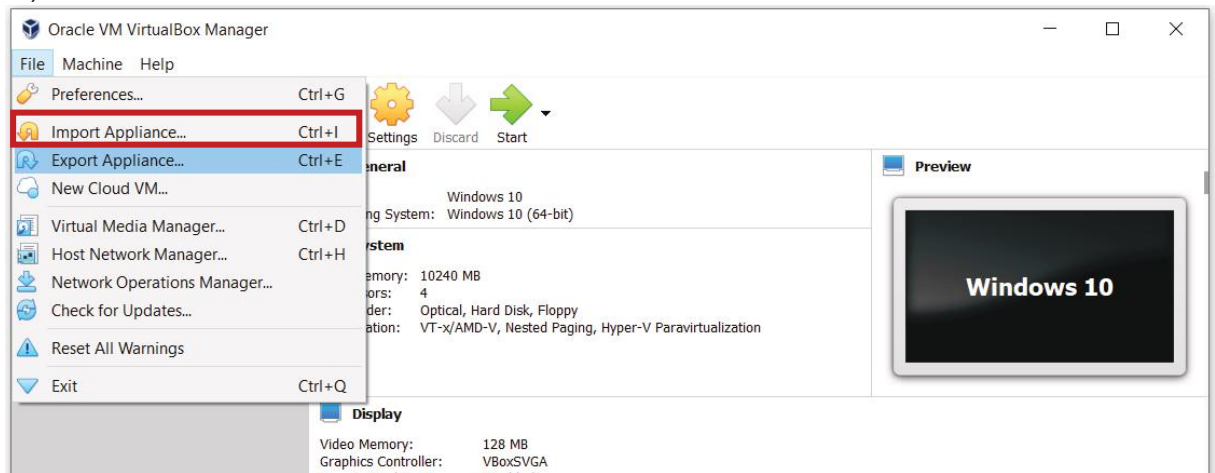 Oracle VM VirtualBox Manager
File Machine Help
Preferences... Ctrl+G
Import Appliance... Ctrl+I
Export Appliance... Ctrl+E
New Cloud VM...
Virtual Media Manager... Ctrl+D
Host Network Manager... Ctrl+H
Network Operations Manager...
Check for Updates...
Reset All Warnings
Exit Ctrl+Q
Settings Discard Start
eneral
Windows 10
ng System: Windows 10 (64-bit)
ystem
emory: 10240 MB
ors: 4
der: Optical, Hard Disk, Floppy
ation: VT-x/AMD-V, Nested Paging, Hyper-V Paravirtualization
Preview
Windows 10
Display
Video Memory: 128 MB
Graphics Controller: VBoxSVGA